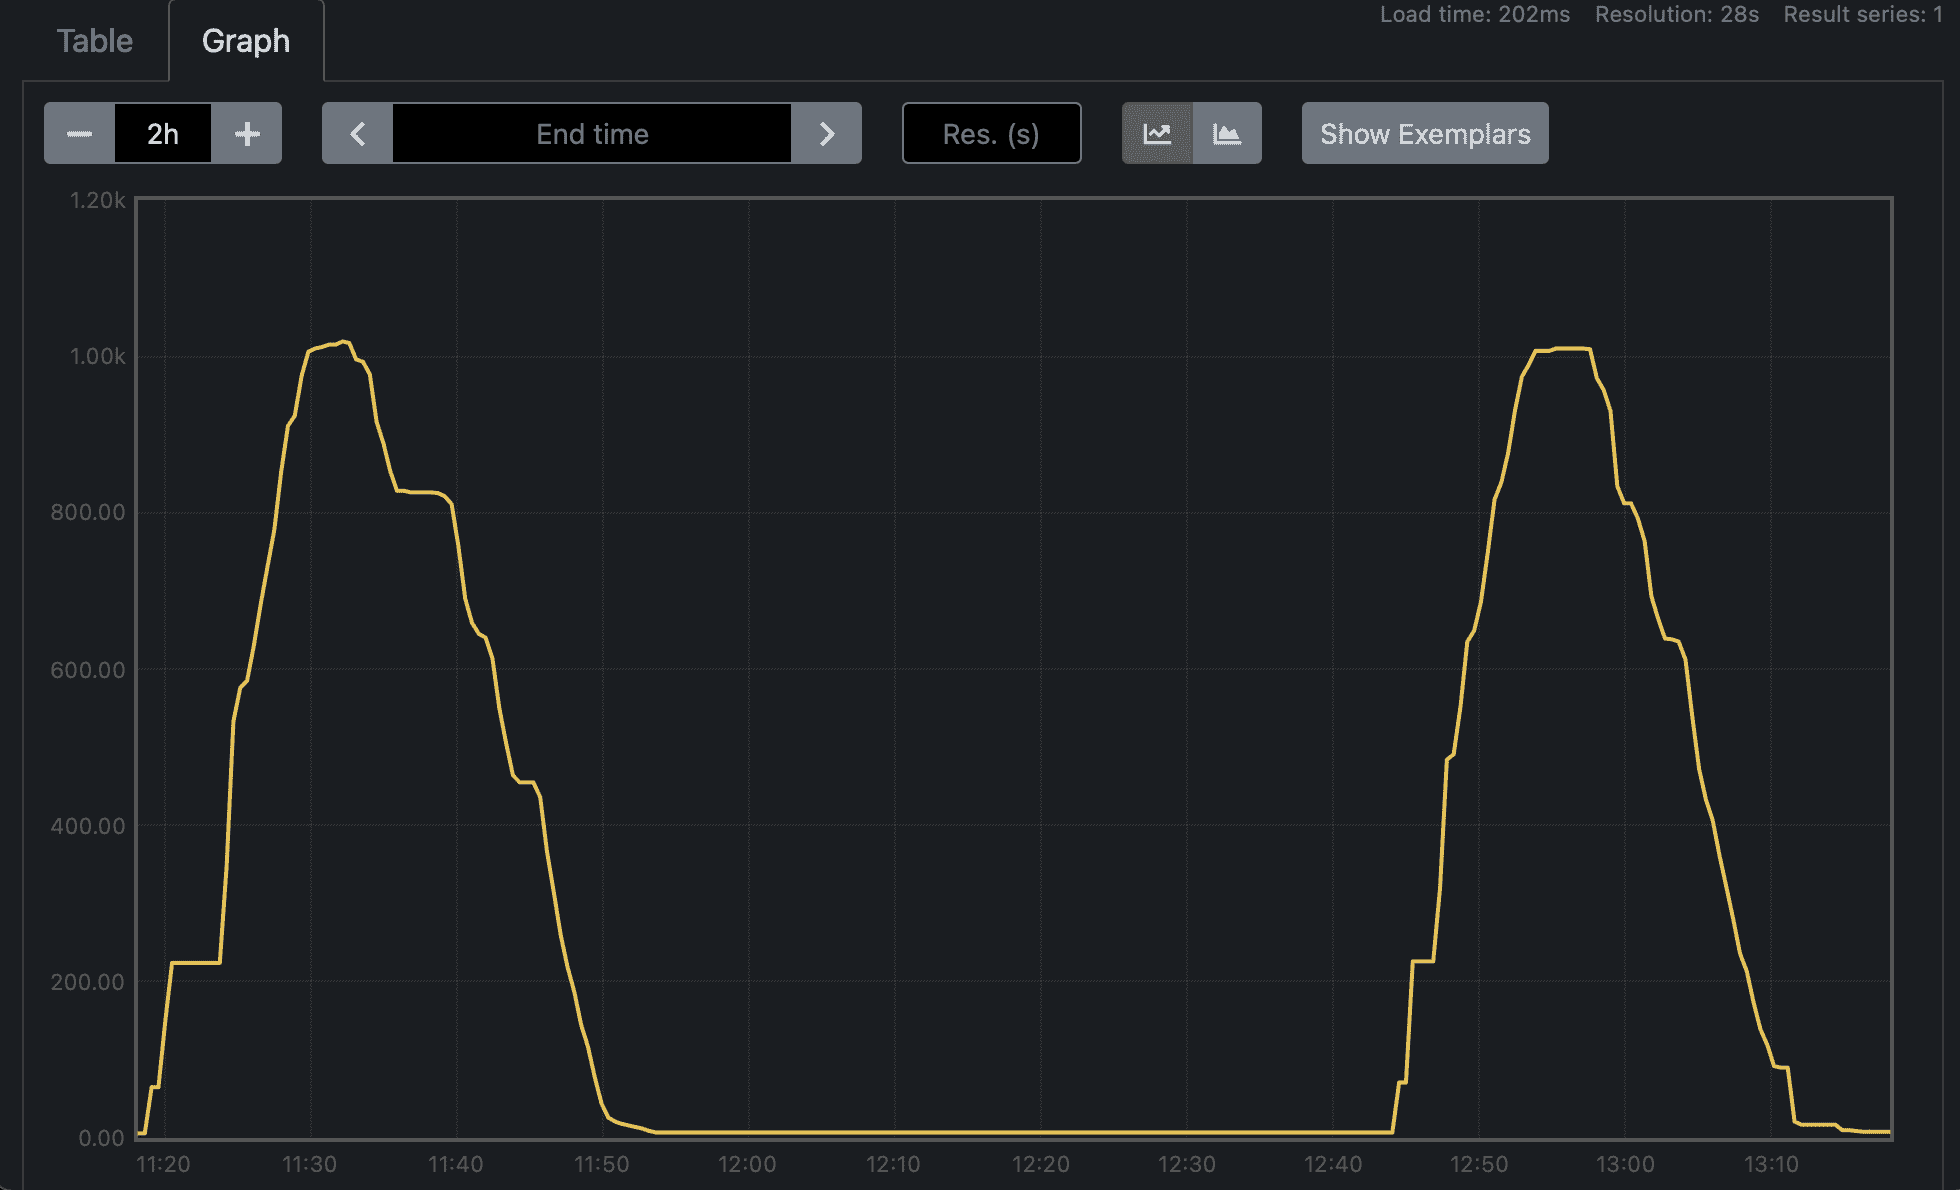 Load time: 202ms Resolution: 28s Result series: 1
Table Graph
2h End time Res. (s) Show Exemplars
1.20k
1.00k
800.00
600.00
400.00
200.00
0.00
11:20 11:30 11:40 11:50 12:00 12:10 12:20 12:30 12:40 12:50 13:00 13:10